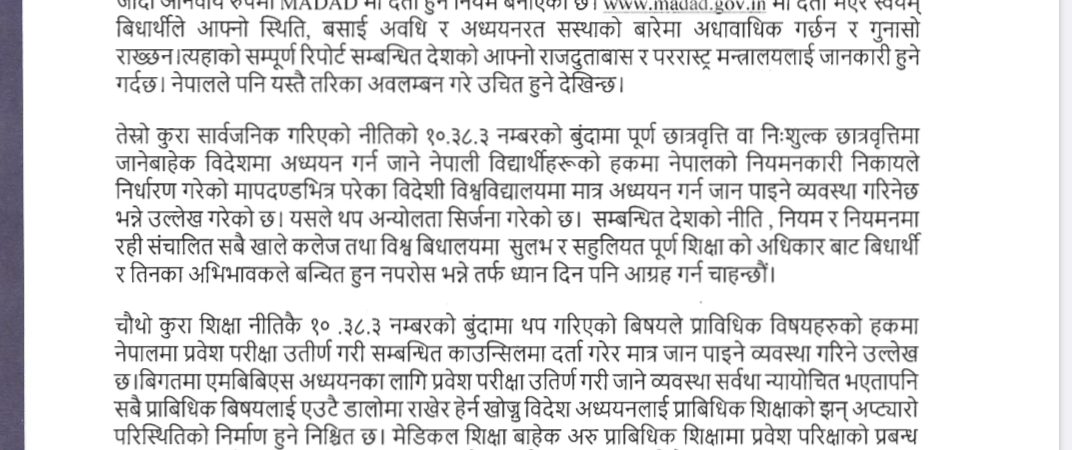 जाँदा अनिवार्य रुपमा MADAD मा दर्ता हुने नियम बनाएको छ। www.madad.gov.in मा दर्ता भएर स्वयम्
बिधार्थीले आफ्नो स्थिति, बसाई अवधि र अध्ययनरत सस्थाको बारेमा अधावाधिक गर्छन र गुनासो
राख्छन।त्यहाको सम्पूर्ण रिपोर्ट सम्बन्धित देशको आफ्नो राजदुताबास र पररास्ट्र मन्त्रालयलाई जानकारी हुने
गर्दछ। नेपालले पनि यस्तै तरिका अवलम्बन गरे उचित हुने देखिन्छ।
तेस्रो कुरा सार्वजनिक गरिएको नीतिको १०.३८.३ नम्बरको बुंदामा पूर्ण छात्रवृत्ति वा निःशुल्क छात्रवृत्तिमा
जानेबाहेक विदेशमा अध्ययन गर्न जाने नेपाली विद्यार्थीहरूको हकमा नेपालको नियमनकारी निकायले
निर्धारण गरेको मापदण्डभित्र परेका विदेशी विश्वविद्यालयमा मात्र अध्ययन गर्न जान पाइने व्यवस्था गरिनेछ
भन्ने उल्लेख गरेको छ। यसले थप अन्योलता सिर्जना गरेको छ। सम्बन्धित देशको नीति , नियम र नियमनमा
रही संचालित सबै खाले कलेज तथा विश्व बिधालयमा सुलभ र सहुलियत पूर्ण शिक्षा को अधिकार बाट बिधार्थी
र तिनका अभिभावकले बन्चित हुन नपरोस भन्ने तर्फ ध्यान दिन पनि आग्रह गर्न चाहन्छौं।
चौथो कुरा शिक्षा नीतिकै १० .३८.३ नम्बरको बुंदामा थप गरिएको बिषयले प्राविधिक विषयहरुको हकमा
नेपालमा प्रवेश परीक्षा उतीर्ण गरी सम्बन्धित काउन्सिलमा दर्ता गरेर मात्र जान पाइने व्यवस्था गरिने उल्लेख
छ।बिगतमा एमबिबिएस अध्ययनका लागि प्रवेश परीक्षा उतिर्ण गरी जाने व्यवस्था सर्वथा न्यायोचित भएतापनि
सबै प्राबिधिक बिषयलाई एउटै डालोमा राखेर हेर्न खोज्नु विदेश अध्ययनलाई प्राबिधिक शिक्षाको झन् अप्ट्यारो
परिस्थितिको निर्माण हुने निश्चित छ। मेडिकल शिक्षा बाहेक अरु प्राबिधिक शिक्षामा प्रवेश परिक्षाको प्रबन्ध